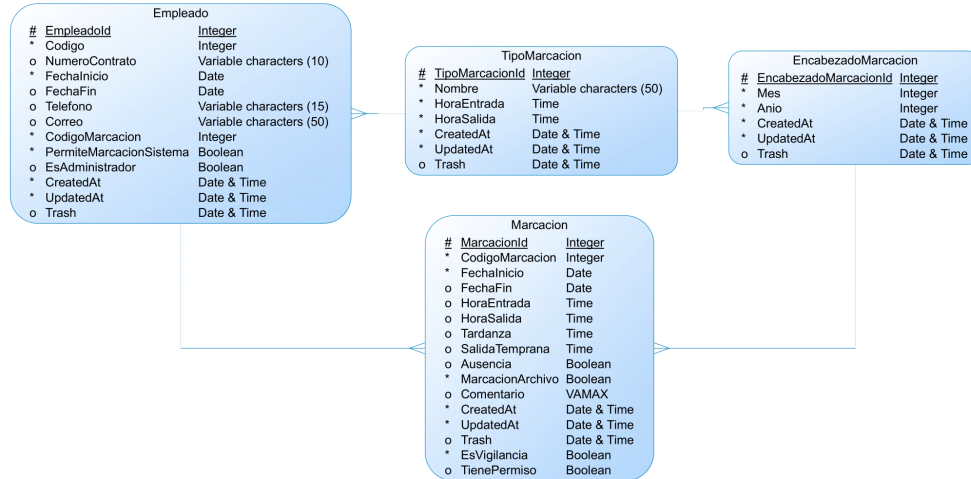 Empleado
# EmpleadoId Integer
* Codigo Integer
o NumeroContrato Variable characters (10)
* FechaInicio Date
o FechaFin Date
o Telefono Variable characters (15)
o Correo Variable characters (50)
* CodigoMarcacion Integer
* PermiteMarcacionSistema Boolean
o EsAdministrador Boolean
* CreatedAt Date & Time
* UpdatedAt Date & Time
o Trash Date & Time
TipoMarcacion
# TipoMarcacionId Integer
* Nombre Variable characters (50)
* HoraEntrada Time
* HoraSalida Time
* CreatedAt Date & Time
* UpdatedAt Date & Time
o Trash Date & Time
EncabezadoMarcacion
# EncabezadoMarcacionId Integer
* Mes Integer
* Anio Integer
* CreatedAt Date & Time
* UpdatedAt Date & Time
o Trash Date & Time
Marcacion
# MarcacionId Integer
* CodigoMarcacion Integer
* FechaInicio Date
o FechaFin Date
o HoraEntrada Time
o HoraSalida Time
o Tardanza Time
o SalidaTemprana Time
o Ausencia Boolean
* MarcacionArchivo Boolean
o Comentario VAMAX
* CreatedAt Date & Time
* UpdatedAt Date & Time
o Trash Date & Time
* EsVigilancia Boolean
o TienePermiso Boolean